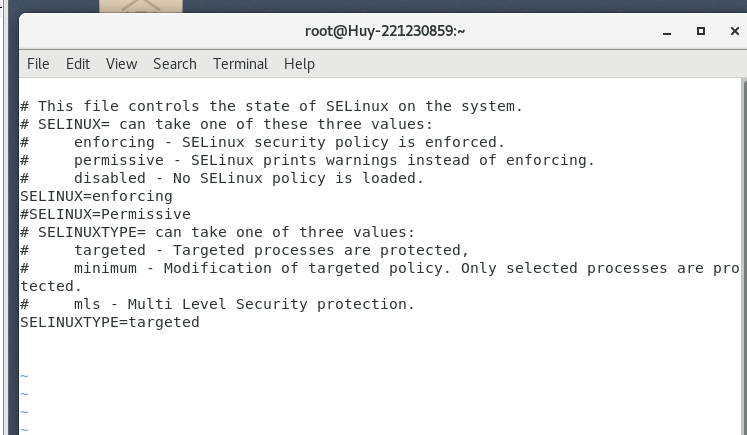 root@Huy-221230859:~
File Edit View Search Terminal Help
# This file controls the state of SELinux on the system.
# SELINUX= can take one of these three values:
#     enforcing - SELinux security policy is enforced.
#     permissive - SELinux prints warnings instead of enforcing.
#     disabled - No SELinux policy is loaded.
SELINUX=enforcing
#SELINUX=Permissive
# SELINUXTYPE= can take one of three values:
#     targeted - Targeted processes are protected,
#     minimum - Modification of targeted policy. Only selected processes are pro
tected.
#     mls - Multi Level Security protection.
SELINUXTYPE=targeted
~
~
~
~